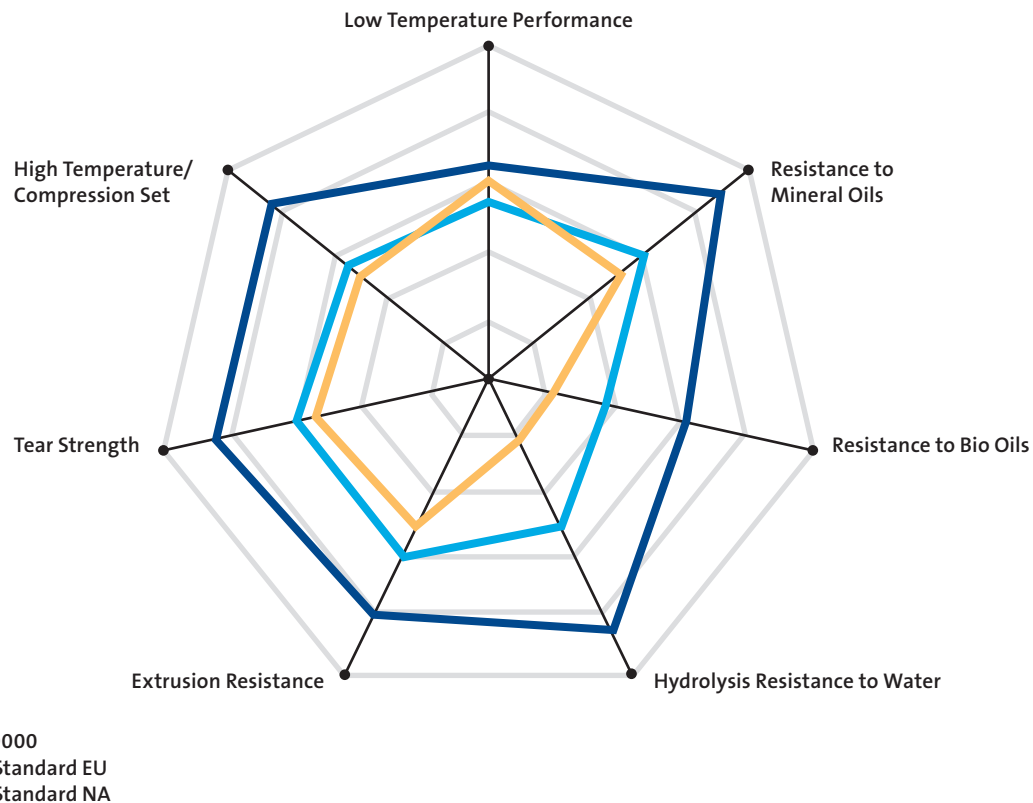 Low Temperature Performance
High Temperature/
Compression Set
Resistance to
Mineral Oils
Tear Strength
Resistance to Bio Oils
Extrusion Resistance
Hydrolysis Resistance to Water
000
Standard EU
Standard NA